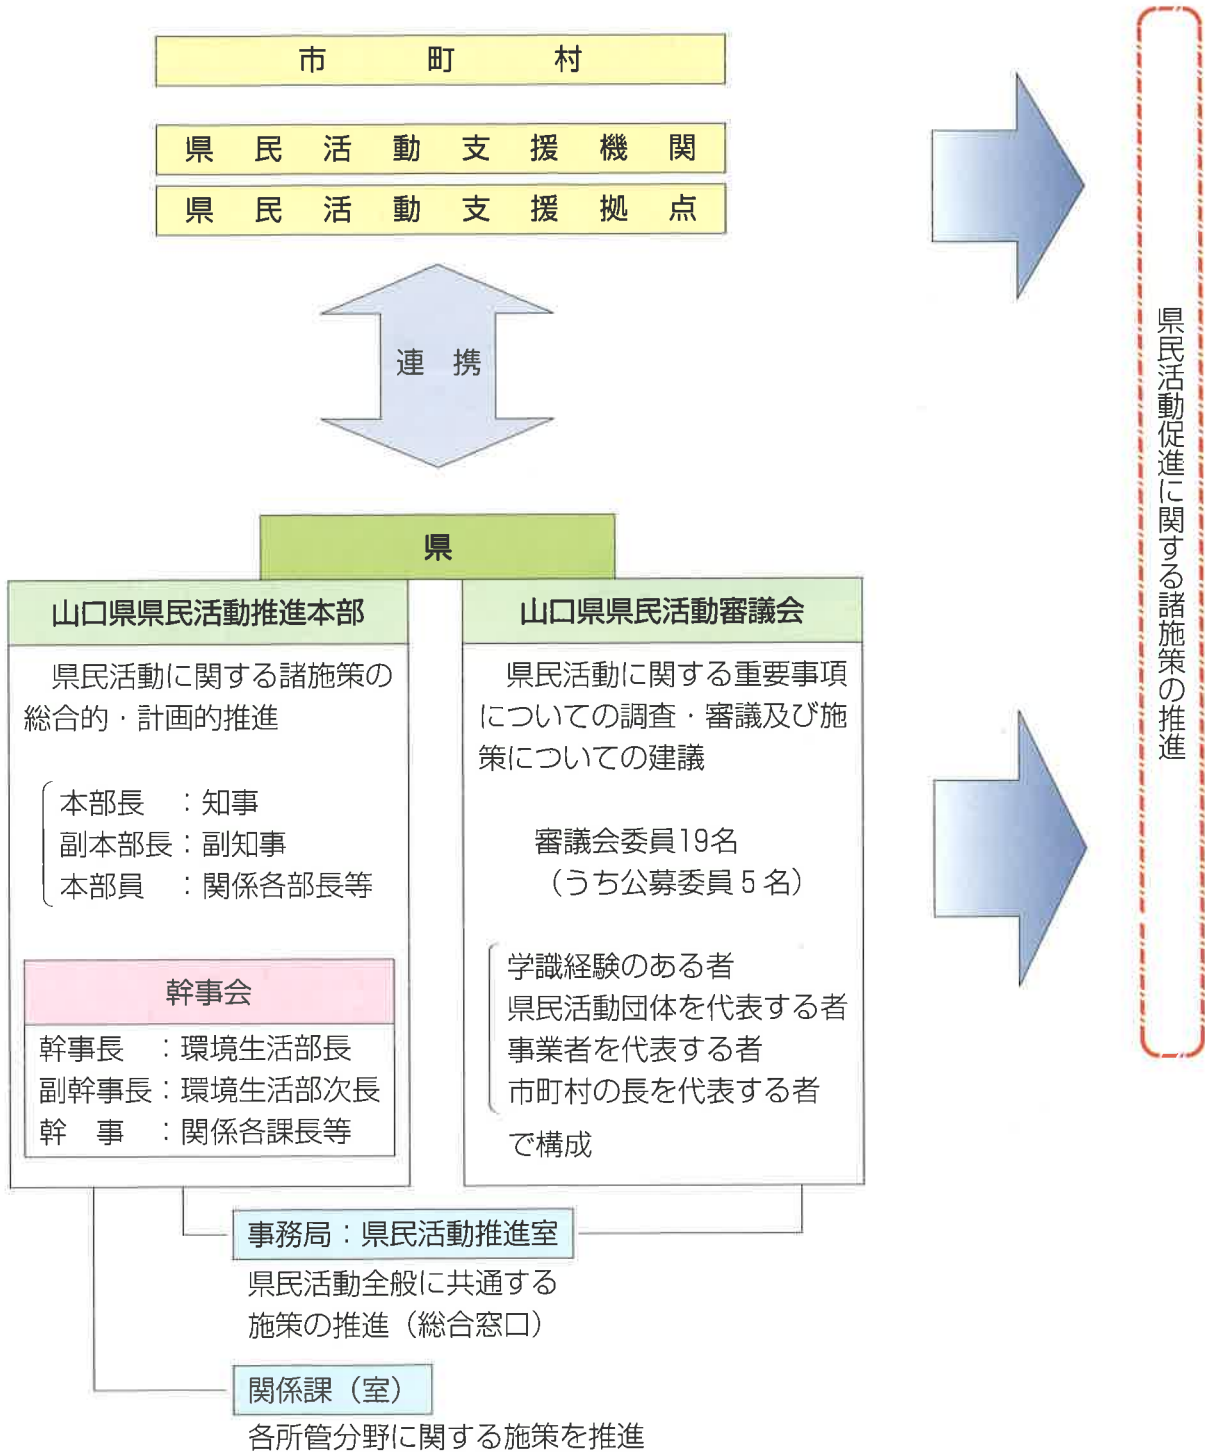 市町村
県民活動支援機関
県民活動支援拠点
連携
県
山口県県民活動推進本部
県民活動に関する諸施策の
総合的・計画的推進
本部長　：知事
副本部長：副知事
本部員　：関係各部長等
幹事会
幹事長　：環境生活部長
副幹事長：環境生活部次長
幹　事　：関係各課長等
山口県県民活動審議会
県民活動に関する重要事項
についての調査・審議及び施
策についての建議
審議会委員19名
（うち公募委員5名）
学識経験のある者
県民活動団体を代表する者
事業者を代表する者
市町村の長を代表する者
で構成
事務局：県民活動推進室
県民活動全般に共通する
施策の推進（総合窓口）
関係課（室）
各所管分野に関する施策を推進
県民活動促進に関する諸施策の推進